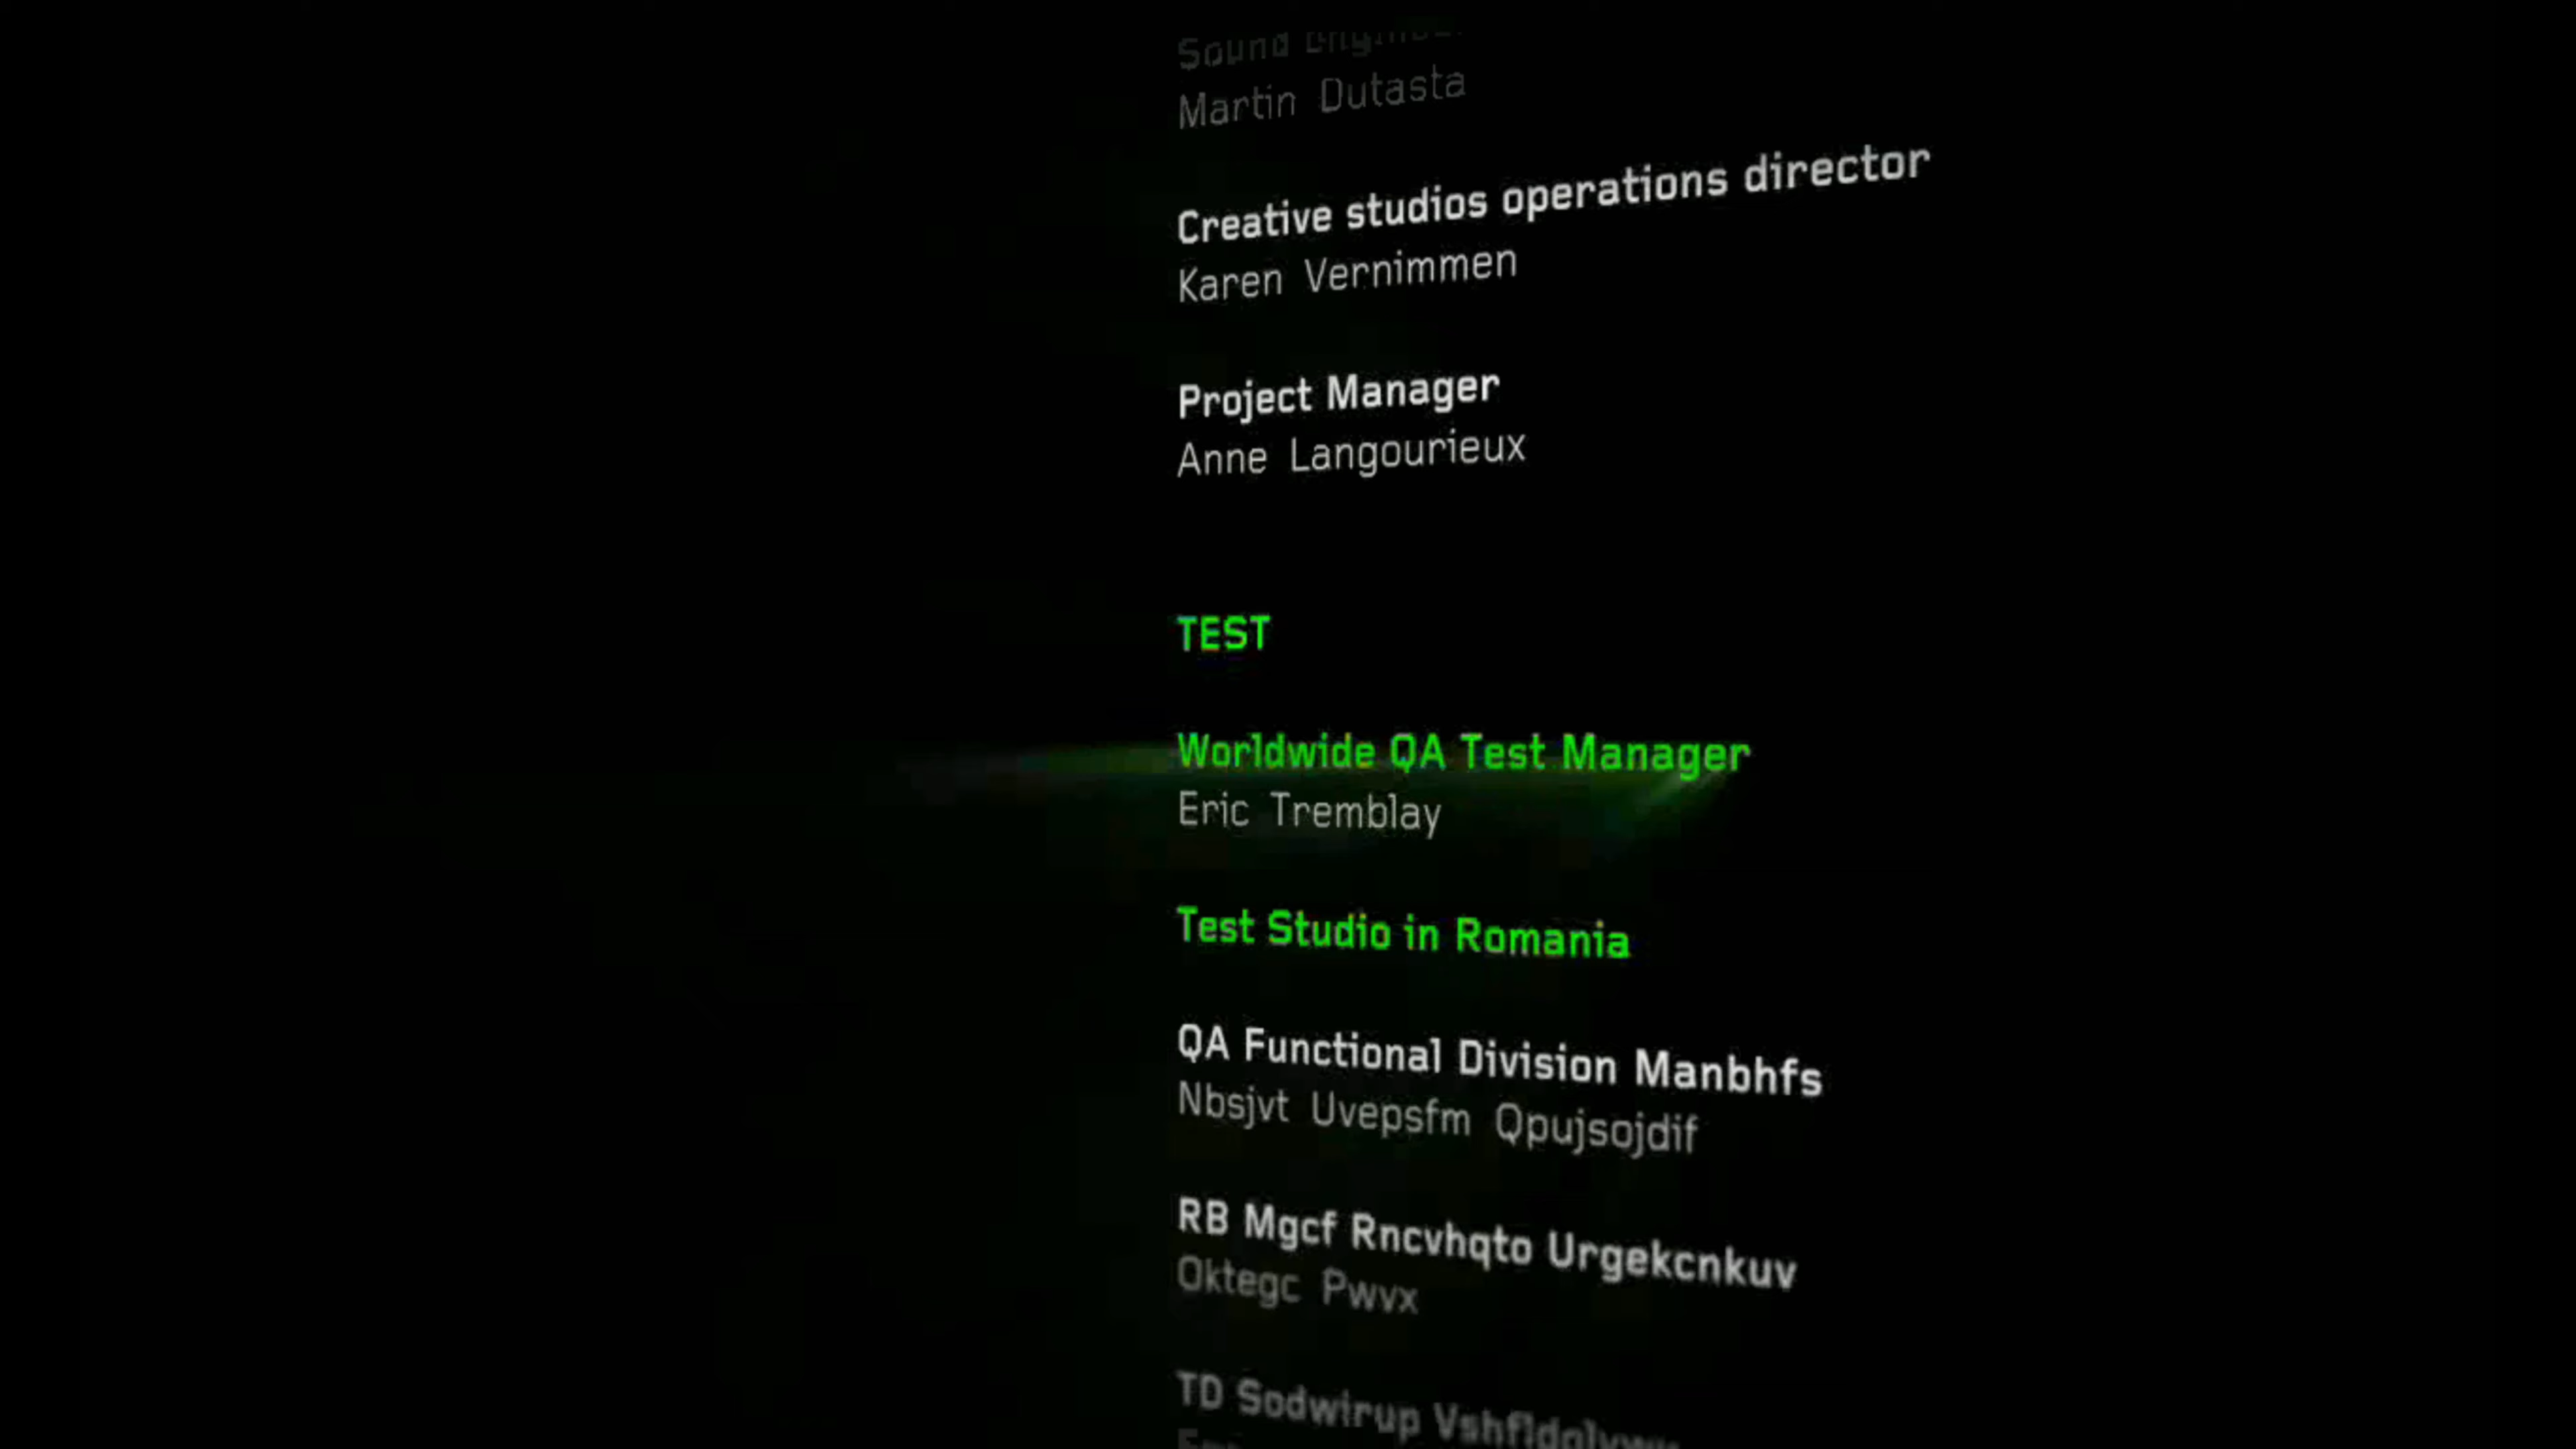 Sound Engineer
Martin Dutasta
Creative studios operations director
Karen Vernimmen
Project Manager
Anne Langourieux
TEST
Worldwide QA Test Manager
Eric Tremblay
Test Studio in Romania
QA Functional Division Manbhfs
Nbsjvt Uvepsfm Qpujsojdif
RB Mgcf Rncvhqto Urgekcnkuv
Oktegc Pwvx
TD Sodwirup